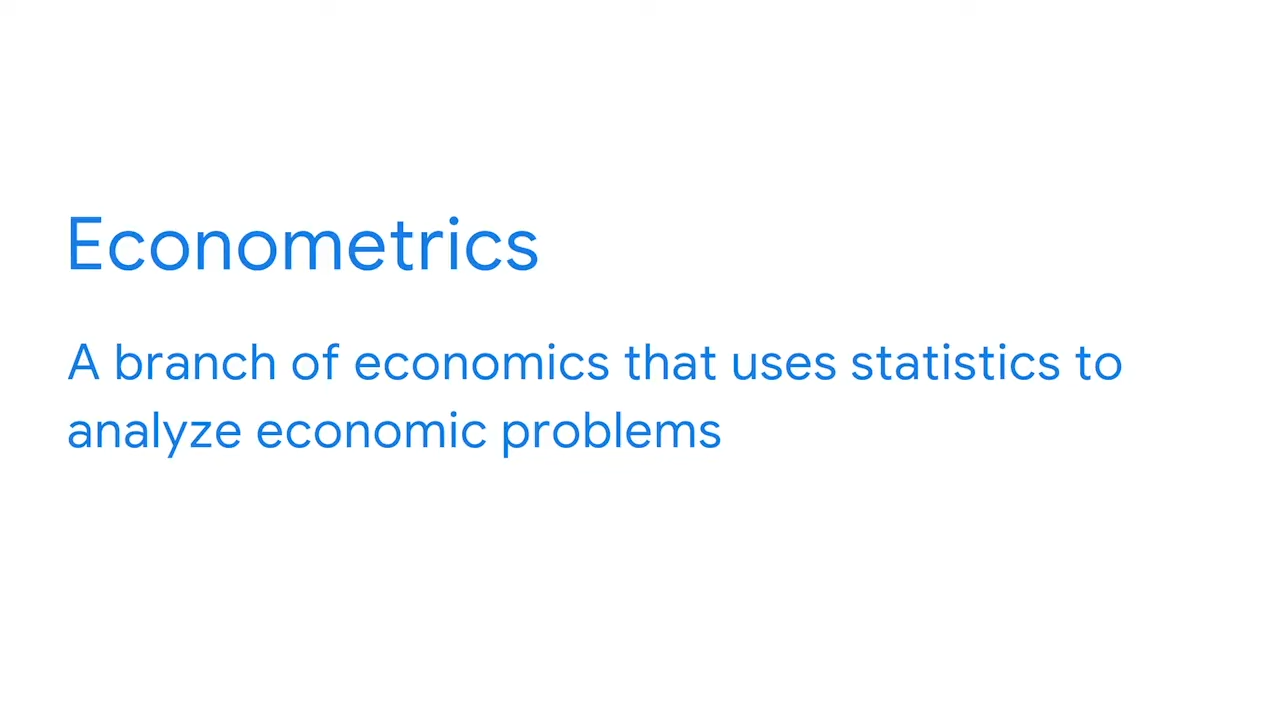 Econometrics
A branch of economics that uses statistics to
analyze economic problems